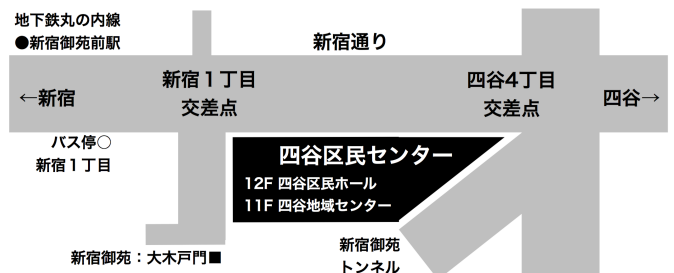 地下鉄丸の内線
●新宿御苑前駅
新宿通り
新宿１丁目
交差点
四谷4丁目
交差点
←新宿
四谷→
バス停○
新宿１丁目
四谷区民センター
12F 四谷区民ホール
11F 四谷地域センター
新宿御苑：大木戸門■
新宿御苑
トンネル